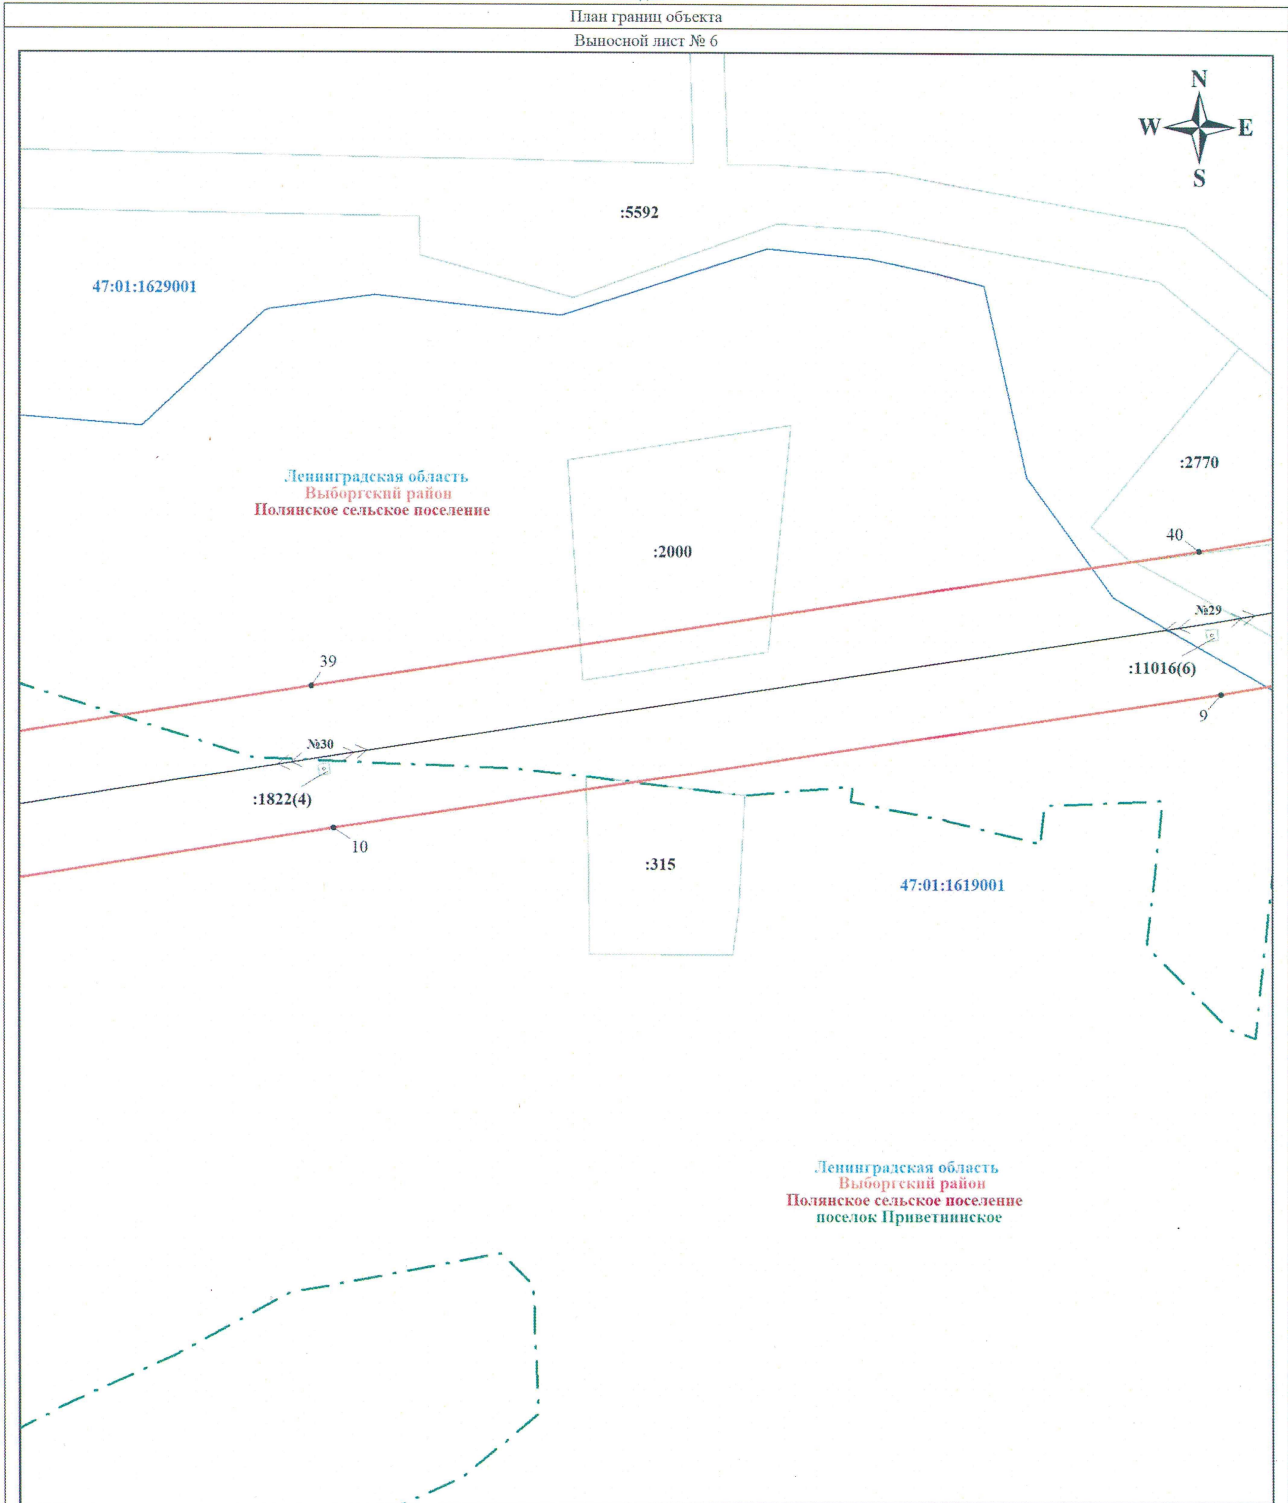 План границ объекта
Выносной лист № 6
N
W E
S
:5592
47:01:1629001
:2770
Ленинградская область
Выборгский район
Полянское сельское поселение
:2000
40
№29
:11016(6)
39
9
№30
:1822(4)
10
:315
47:01:1619001
Ленинградская область
Выборгский район
Полянское сельское поселение
поселок Приветнинское